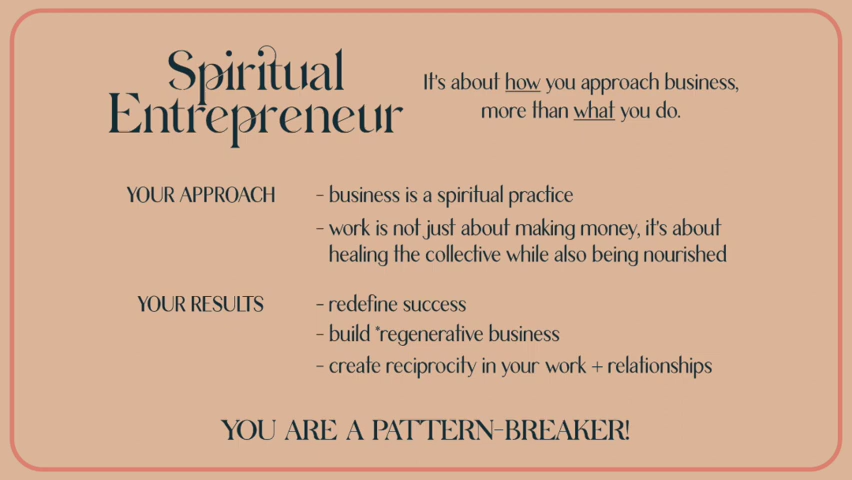 Spiritual
Entrepreneur
It's about how you approach business,
more than what you do.
YOUR APPROACH
- business is a spiritual practice
- work is not just about making money, it's about
healing the collective while also being nourished
YOUR RESULTS
- redefine success
- build *regenerative business
- create reciprocity in your work + relationships
YOU ARE A PATTERN-BREAKER!